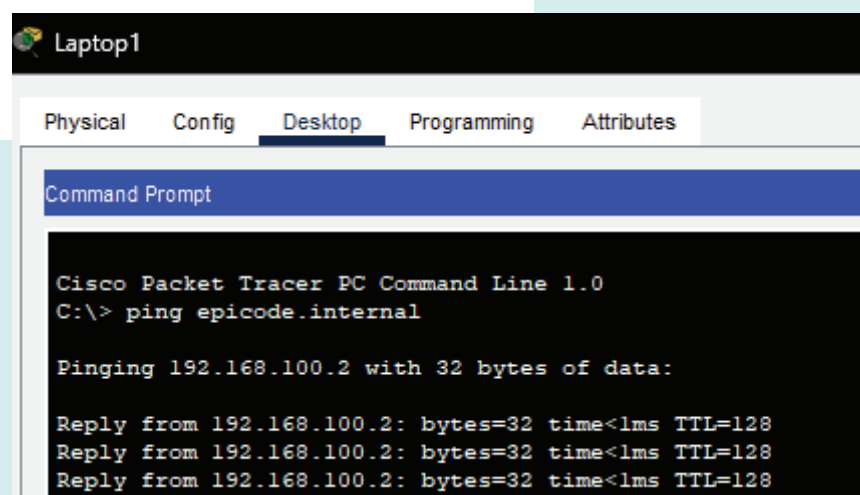 Laptop1
Physical Config Desktop Programming Attributes
Command Prompt
Cisco Packet Tracer PC Command Line 1.0
C:\> ping epicode.internal
Pinging 192.168.100.2 with 32 bytes of data:
Reply from 192.168.100.2: bytes=32 time<1ms TTL=128
Reply from 192.168.100.2: bytes=32 time<1ms TTL=128
Reply from 192.168.100.2: bytes=32 time<1ms TTL=128